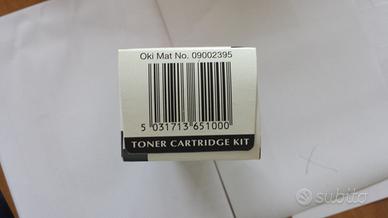 Oki Mat No. 09002395
5 031713 651000
TONER CARTRIDGE KIT
subito